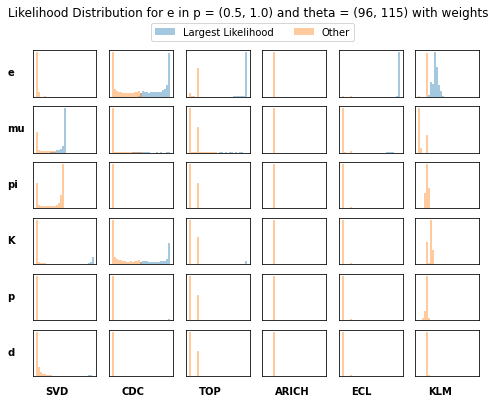 Likelihood Distribution for e in p = (0.5, 1.0) and theta = (96, 115) with weights
Largest Likelihood Other
e
mu
pi
K
p
d
SVD CDC TOP ARICH ECL KLM